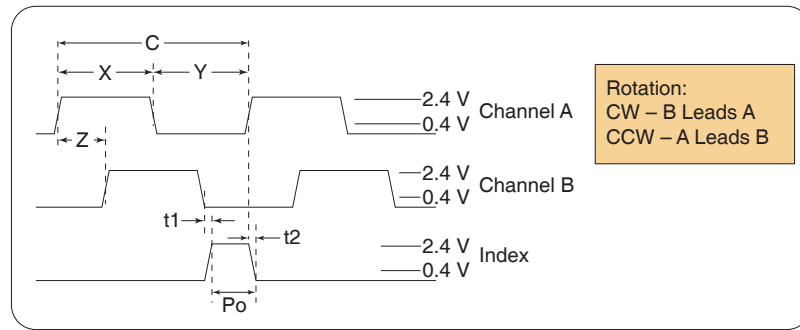 C
X
Y
2.4 V
0.4 V
Channel A
Z
2.4 V
0.4 V
Channel B
t1
t2
2.4 V
0.4 V
Index
Po
Rotation:
CW – B Leads A
CCW – A Leads B